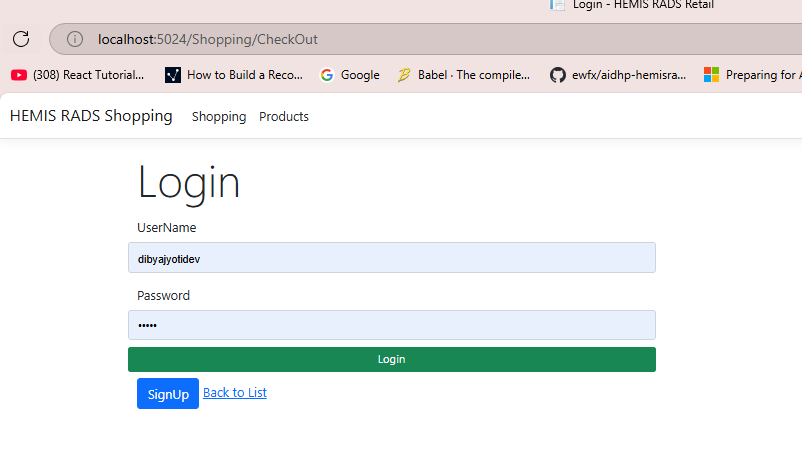 Login - HEMIS RADS Retail
localhost:5024/Shopping/CheckOut
(308) React Tutorial... How to Build a Reco... Google Babel · The compile... ewfx/aidhp-hemisra... Preparing for A
HEMIS RADS Shopping Shopping Products
Login
UserName
dibyajyotidev
Password
•••••
Login
SignUp Back to List